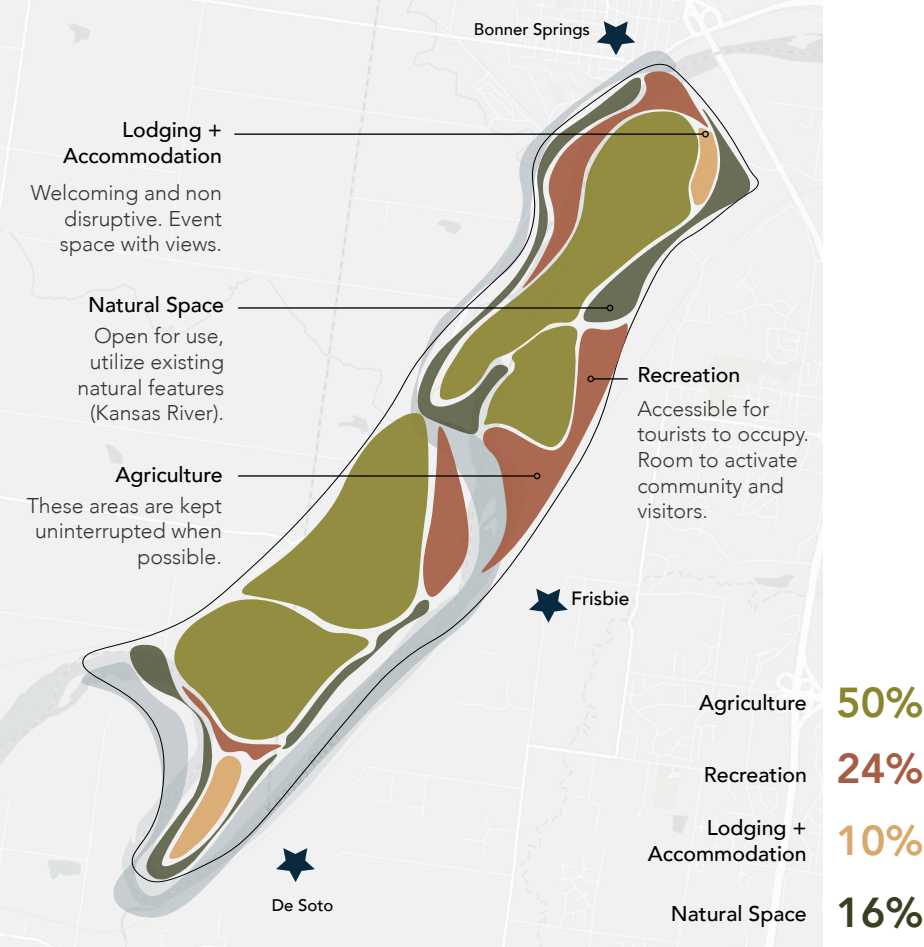 Bonner Springs
Lodging +
Accommodation
Welcoming and non
disruptive. Event
space with views.
Natural Space
Open for use,
utilize existing
natural features
(Kansas River).
Recreation
Accessible for
tourists to occupy.
Room to activate
community and
visitors.
Agriculture
These areas are kept
uninterrupted when
possible.
Frisbie
De Soto
Agriculture 50%
Recreation 24%
Lodging +
Accommodation 10%
Natural Space 16%